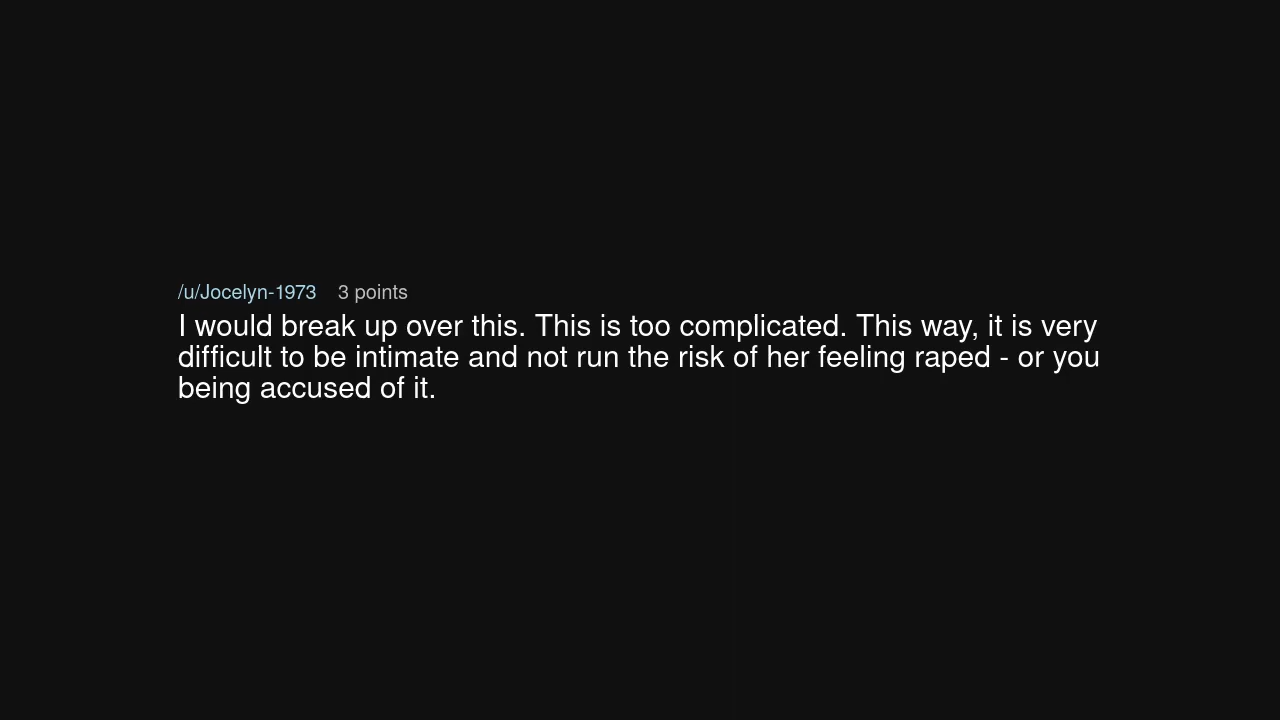 /u/Jocelyn-1973 3 points
I would break up over this. This is too complicated. This way, it is very
difficult to be intimate and not run the risk of her feeling raped - or you
being accused of it.